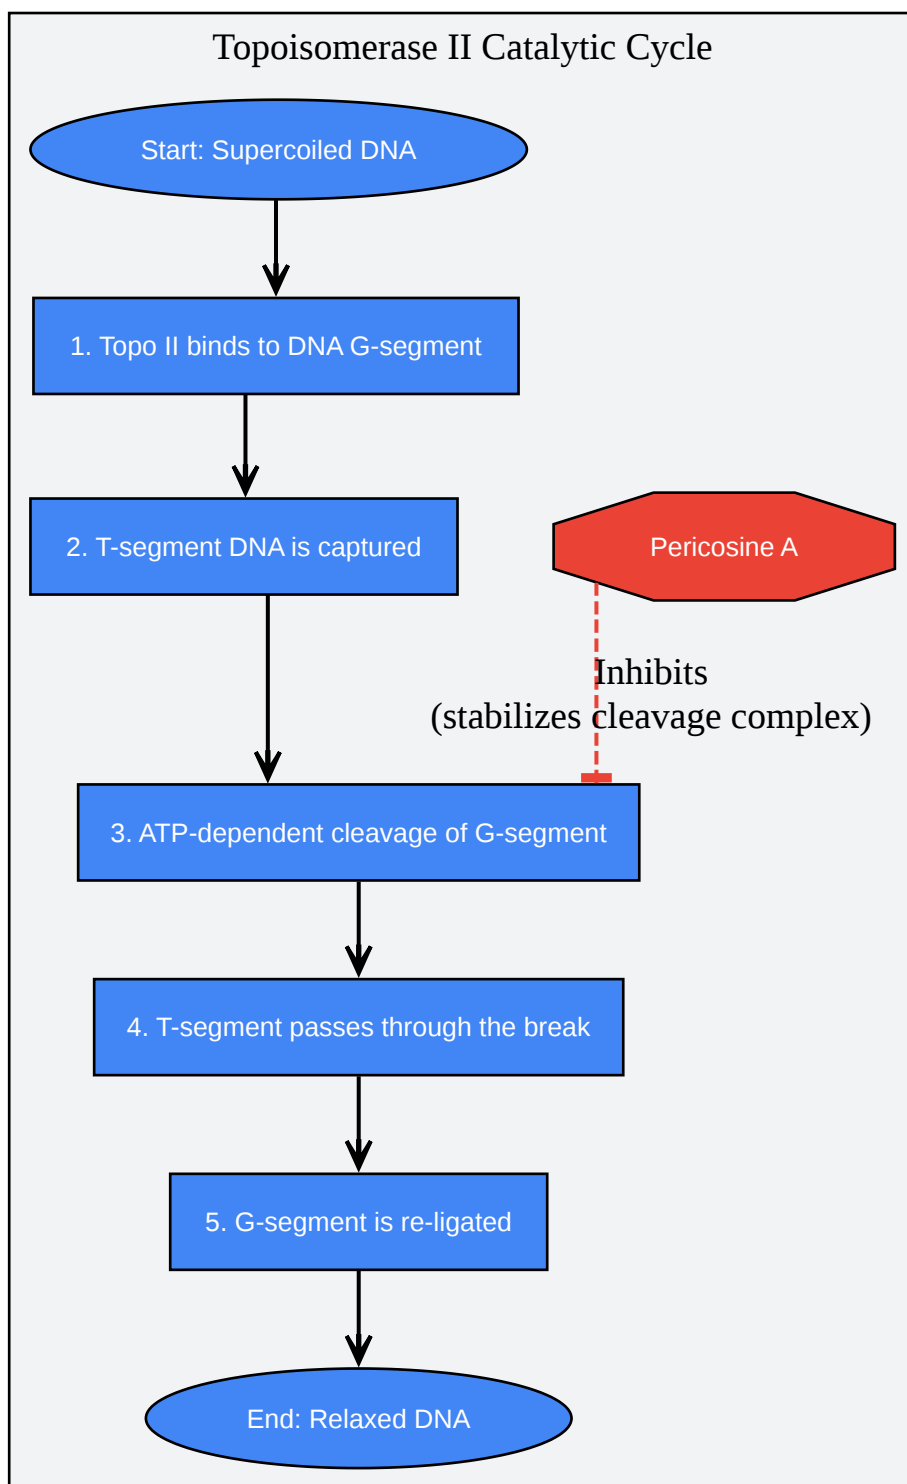 Topoisomerase II Catalytic Cycle
Start: Supercoiled DNA
1. Topo II binds to DNA G-segment
2. T-segment DNA is captured
Pericosine A
Inhibits
(stabilizes cleavage complex)
3. ATP-dependent cleavage of G-segment
4. T-segment passes through the break
5. G-segment is re-ligated
End: Relaxed DNA